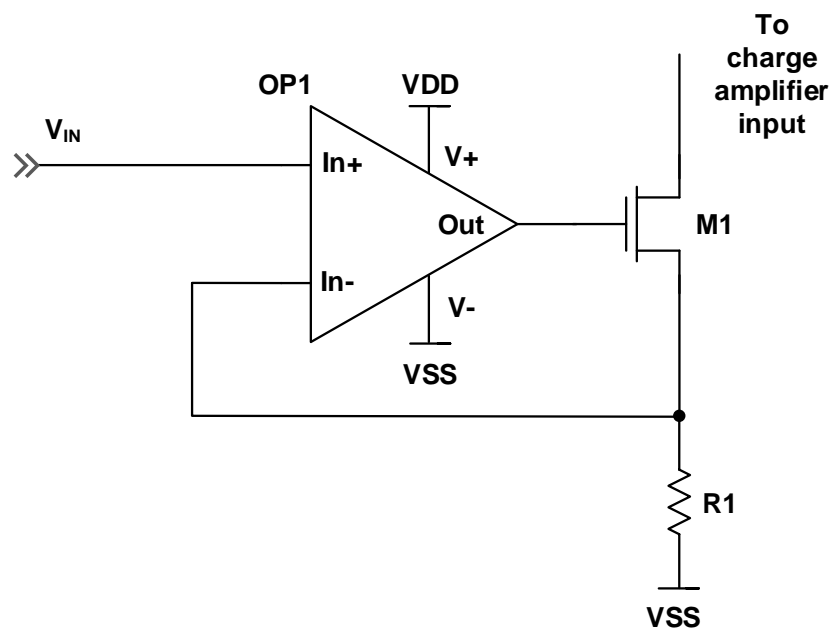 To
charge
amplifier
input
OP1
VDD
VIN
In+
V+
Out
M1
In-
V-
VSS
R1
VSS